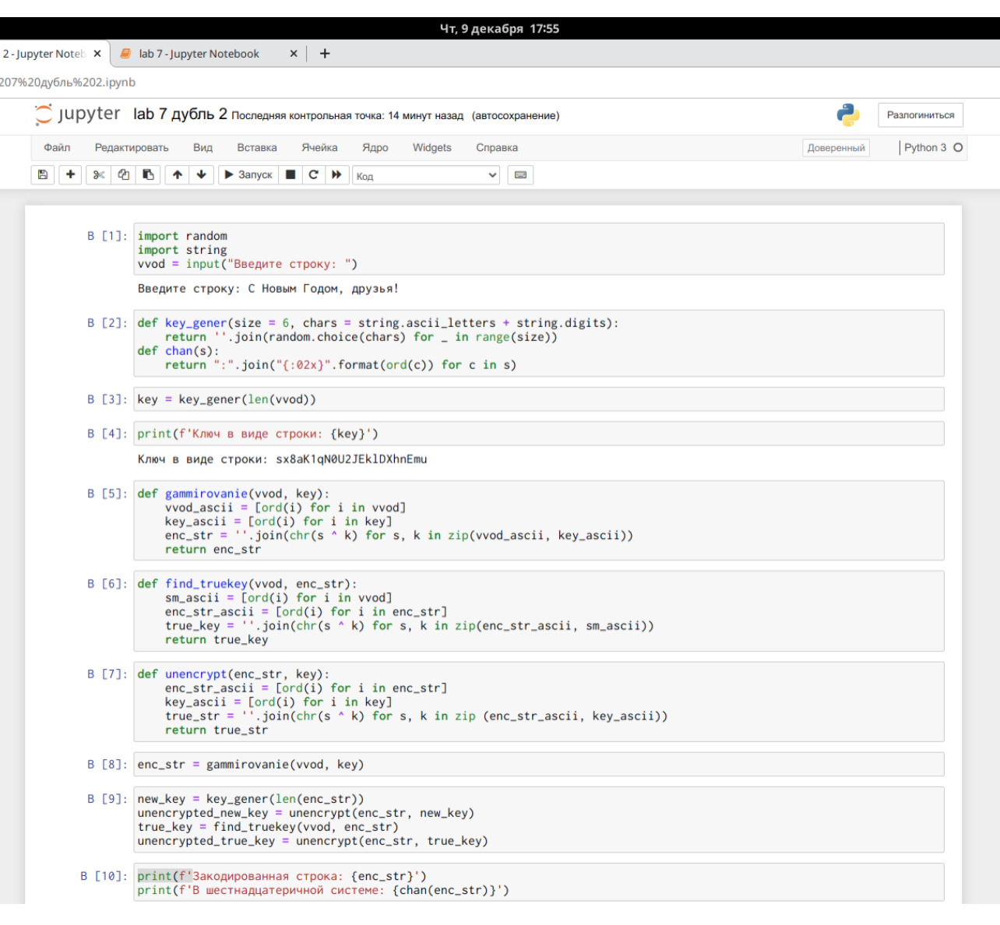 Чт, 9 декабря 17:55
2 - Jupyter Noteb
lab 7 - Jupyter Notebook
207%20дубль%202.ipynb
jupyter lab 7 дубль 2 Последняя контрольная точка: 14 минут назад (автосохранение)
Разлогиниться
Файл Редактировать Вид Вставка Ячейка Ядро Widgets Справка
Доверенный
Python 3
Запуск
Код
В [1]: import random
import string
vvod = input("Введите строку: ")
Введите строку: С Новым Годом, друзья!
В [2]: def key_gener(size = 6, chars = string.ascii_letters + string.digits):
    return ''.join(random.choice(chars) for _ in range(size))
def chan(s):
    return ":".join("{:02x}".format(ord(c)) for c in s)
В [3]: key = key_gener(len(vvod))
В [4]: print(f'Ключ в виде строки: {key}')
Ключ в виде строки: sx8aK1qN0U2JEklDXhnEmu
В [5]: def gammirovanie(vvod, key):
    vvod_ascii = [ord(i) for i in vvod]
    key_ascii = [ord(i) for i in key]
    enc_str = ''.join(chr(s ^ k) for s, k in zip(vvod_ascii, key_ascii))
    return enc_str
В [6]: def find_truekey(vvod, enc_str):
    sm_ascii = [ord(i) for i in vvod]
    enc_str_ascii = [ord(i) for i in enc_str]
    true_key = ''.join(chr(s ^ k) for s, k in zip(enc_str_ascii, sm_ascii))
    return true_key
В [7]: def unencrypt(enc_str, key):
    enc_str_ascii = [ord(i) for i in enc_str]
    key_ascii = [ord(i) for i in key]
    true_str = ''.join(chr(s ^ k) for s, k in zip (enc_str_ascii, key_ascii))
    return true_str
В [8]: enc_str = gammirovanie(vvod, key)
В [9]: new_key = key_gener(len(enc_str))
unencrypted_new_key = unencrypt(enc_str, new_key)
true_key = find_truekey(vvod, enc_str)
unencrypted_true_key = unencrypt(enc_str, true_key)
В [10]: print(f'Закодированная строка: {enc_str}')
print(f'В шестнадцатеричной системе: {chan(enc_str)}')